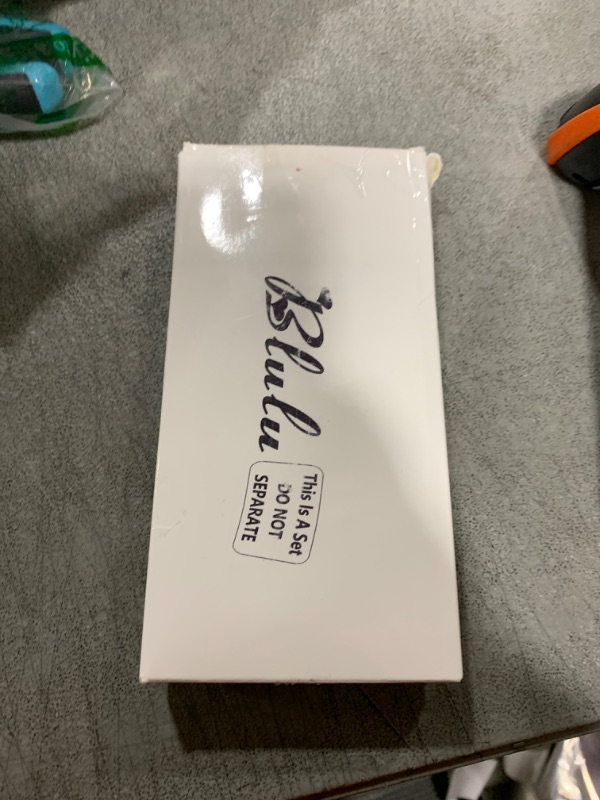 Blulu
This Is A Set
DO NOT
SEPARATE